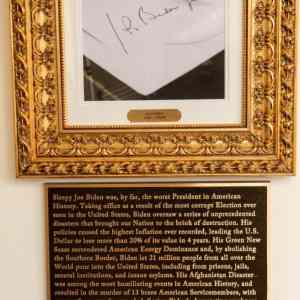 Sleepy Joe Biden was, by far, the worst President in American
History. Taking office as a result of the most corrupt Election ever
seen in the United States, Biden oversaw a series of unprecedented
disasters that brought our Nation to the brink of destruction. His
policies caused the highest Inflation ever recorded, leading the U.S.
Dollar to lose more than 20% of its value in 4 years. His Green New
Scam surrendered American Energy Dominance and, by abolishing
the Southern Border, Biden let 21 million people from all over the
World pour into the United States, including from prisons, jails,
mental institutions, and insane asylums. His Afghanistan Disaster
was among the most humiliating events in American History, and
resulted in the murder of 13 brave American Servicemembers, with